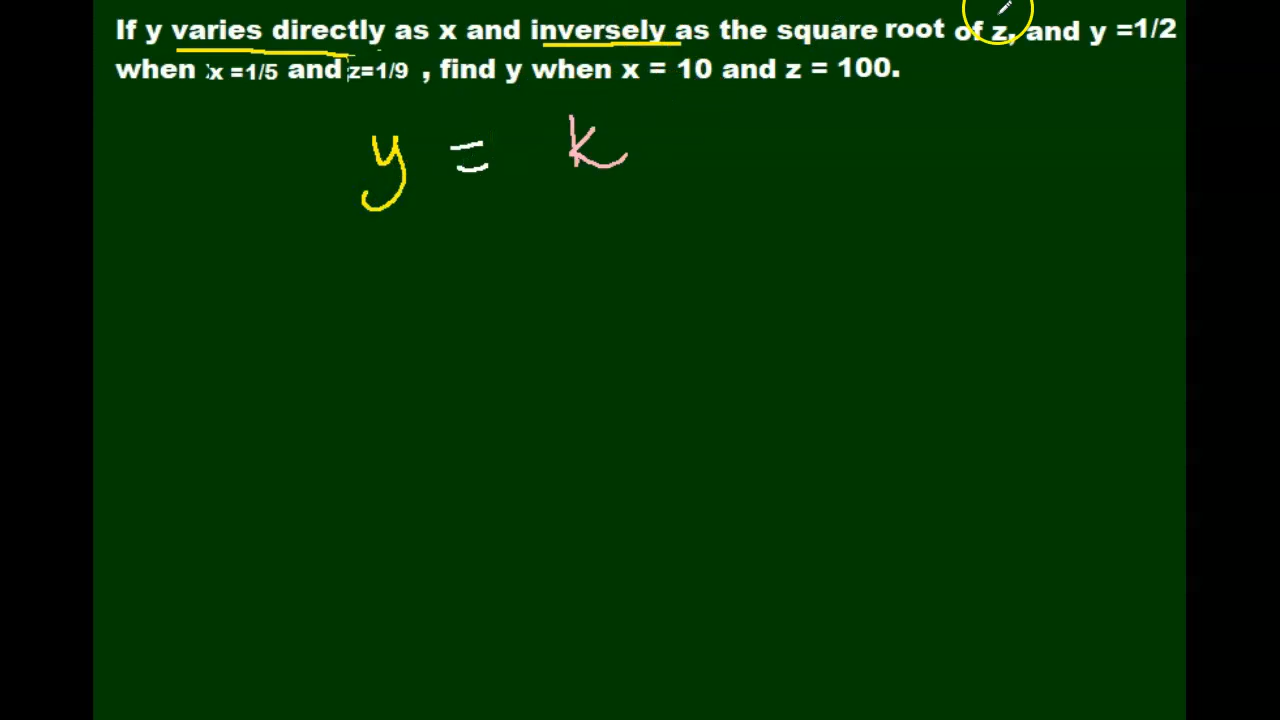 If y varies directly as x and inversely as the square root of z, and y =1/2
when x =1/5 and z=1/9 , find y when x = 10 and z = 100.
y = k